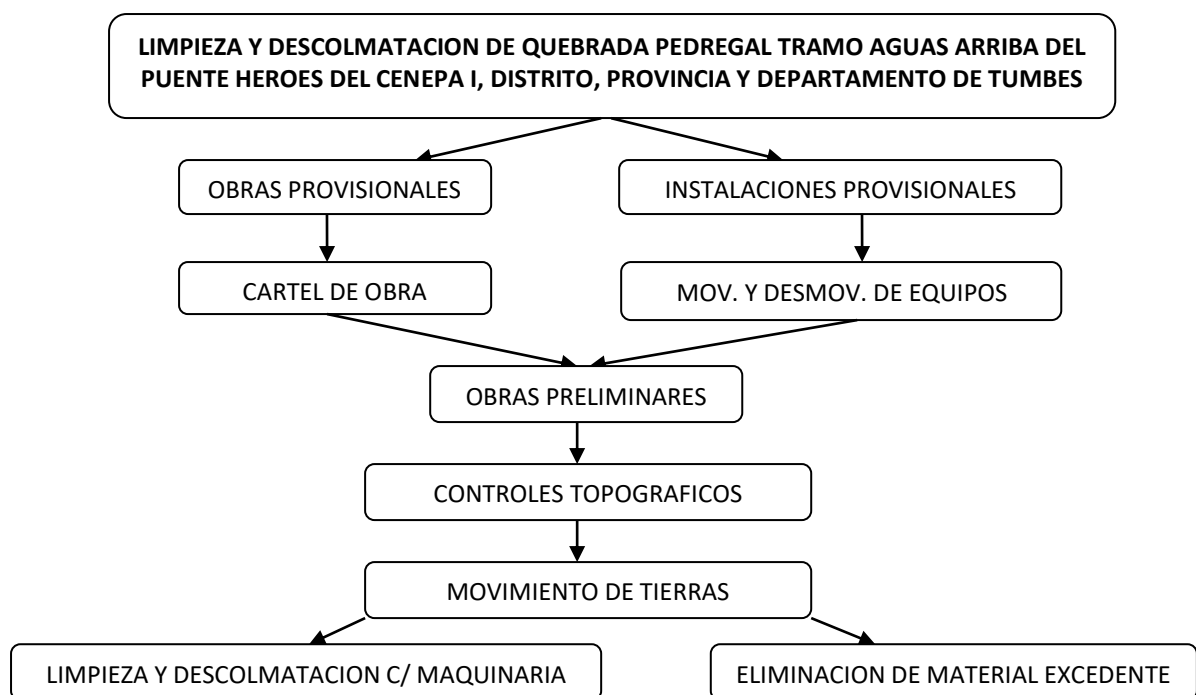 LIMPIEZA Y DESCOLMATACION DE QUEBRADA PEDREGAL TRAMO AGUAS ARRIBA DEL
PUENTE HEROES DEL CENEPA I, DISTRITO, PROVINCIA Y DEPARTAMENTO DE TUMBES
OBRAS PROVISIONALES
INSTALACIONES PROVISIONALES
CARTEL DE OBRA
MOV. Y DESMOV. DE EQUIPOS
OBRAS PRELIMINARES
CONTROLES TOPOGRAFICOS
MOVIMIENTO DE TIERRAS
LIMPIEZA Y DESCOLMATACION C/ MAQUINARIA
ELIMINACION DE MATERIAL EXCEDENTE